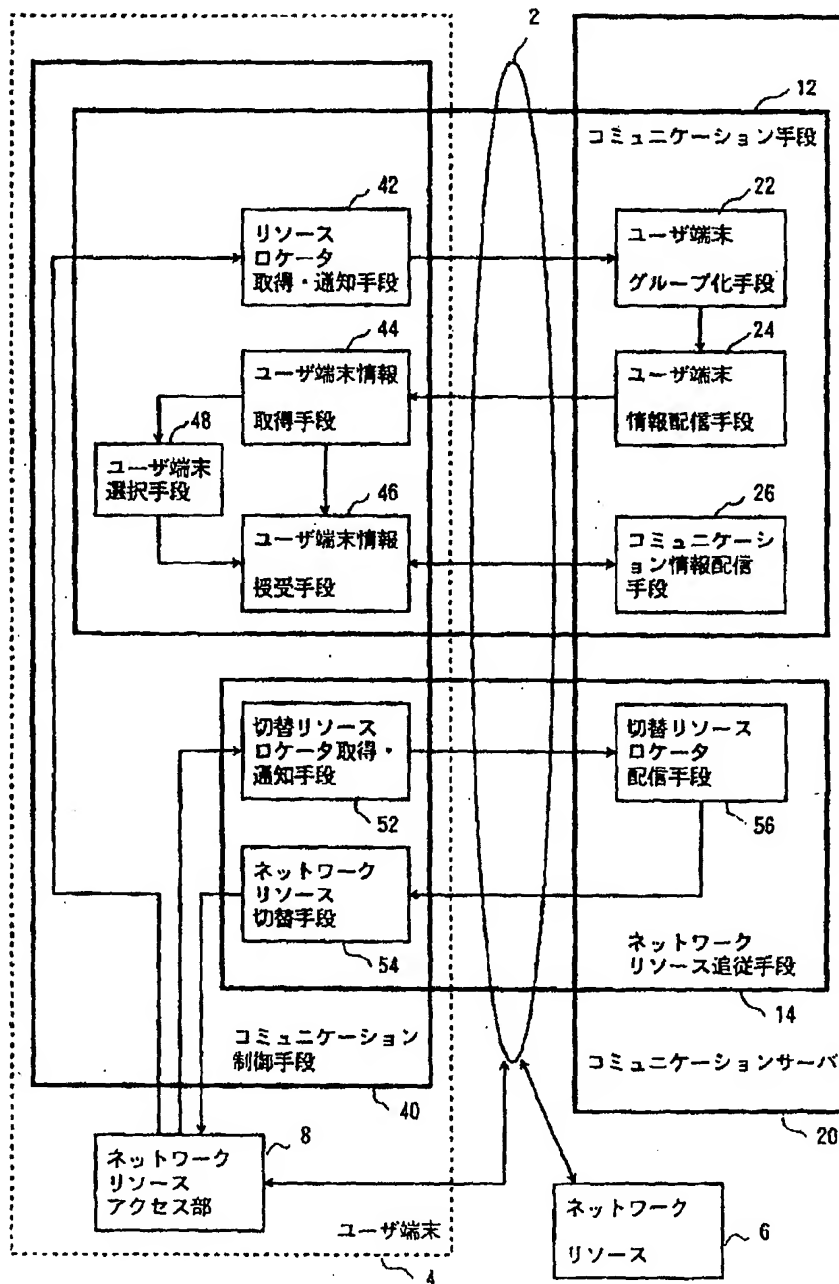 2
12
コミュニケーション手段
42
リソース
ロケータ
取得・通知手段
22
ユーザ端末
グループ化手段
44
ユーザ端末情報
取得手段
24
ユーザ端末
情報配信手段
48
ユーザ端末
選択手段
46
ユーザ端末情報
授受手段
26
コミュニケーシ
ョン情報配信
手段
切替リソース
ロケータ取得・
通知手段
52
切替リソース
ロケータ
配信手段
56
ネットワーク
リソース
切替手段
54
ネットワーク
リソース追従手段
14
コミュニケーション
制御手段
40
コミュニケーションサーバ
20
8
ネットワーク
リソース
アクセス部
ユーザ端末
4
ネットワーク
リソース
6